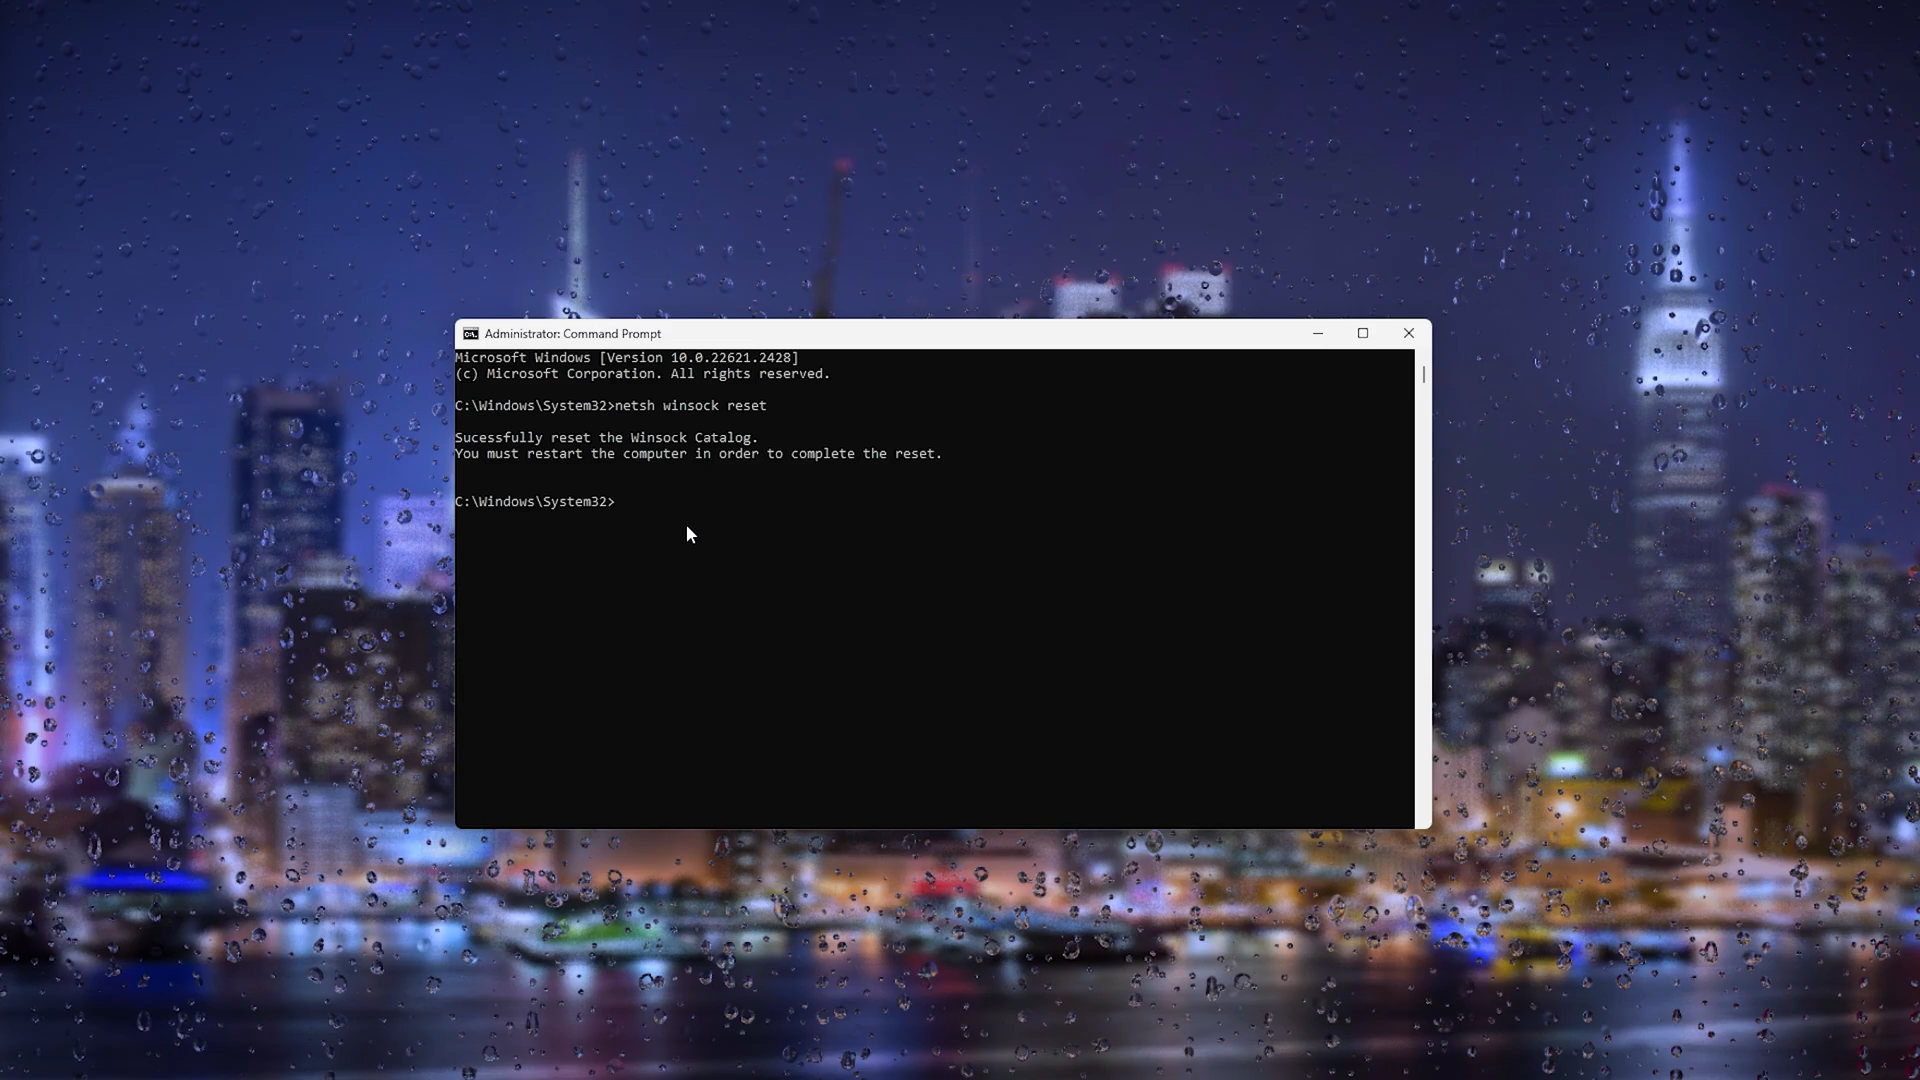 Administrator: Command Prompt
Microsoft Windows [Version 10.0.22621.2428]
(c) Microsoft Corporation. All rights reserved.
C:\Windows\System32>netsh winsock reset
Sucessfully reset the Winsock Catalog.
You must restart the computer in order to complete the reset.
C:\Windows\System32>